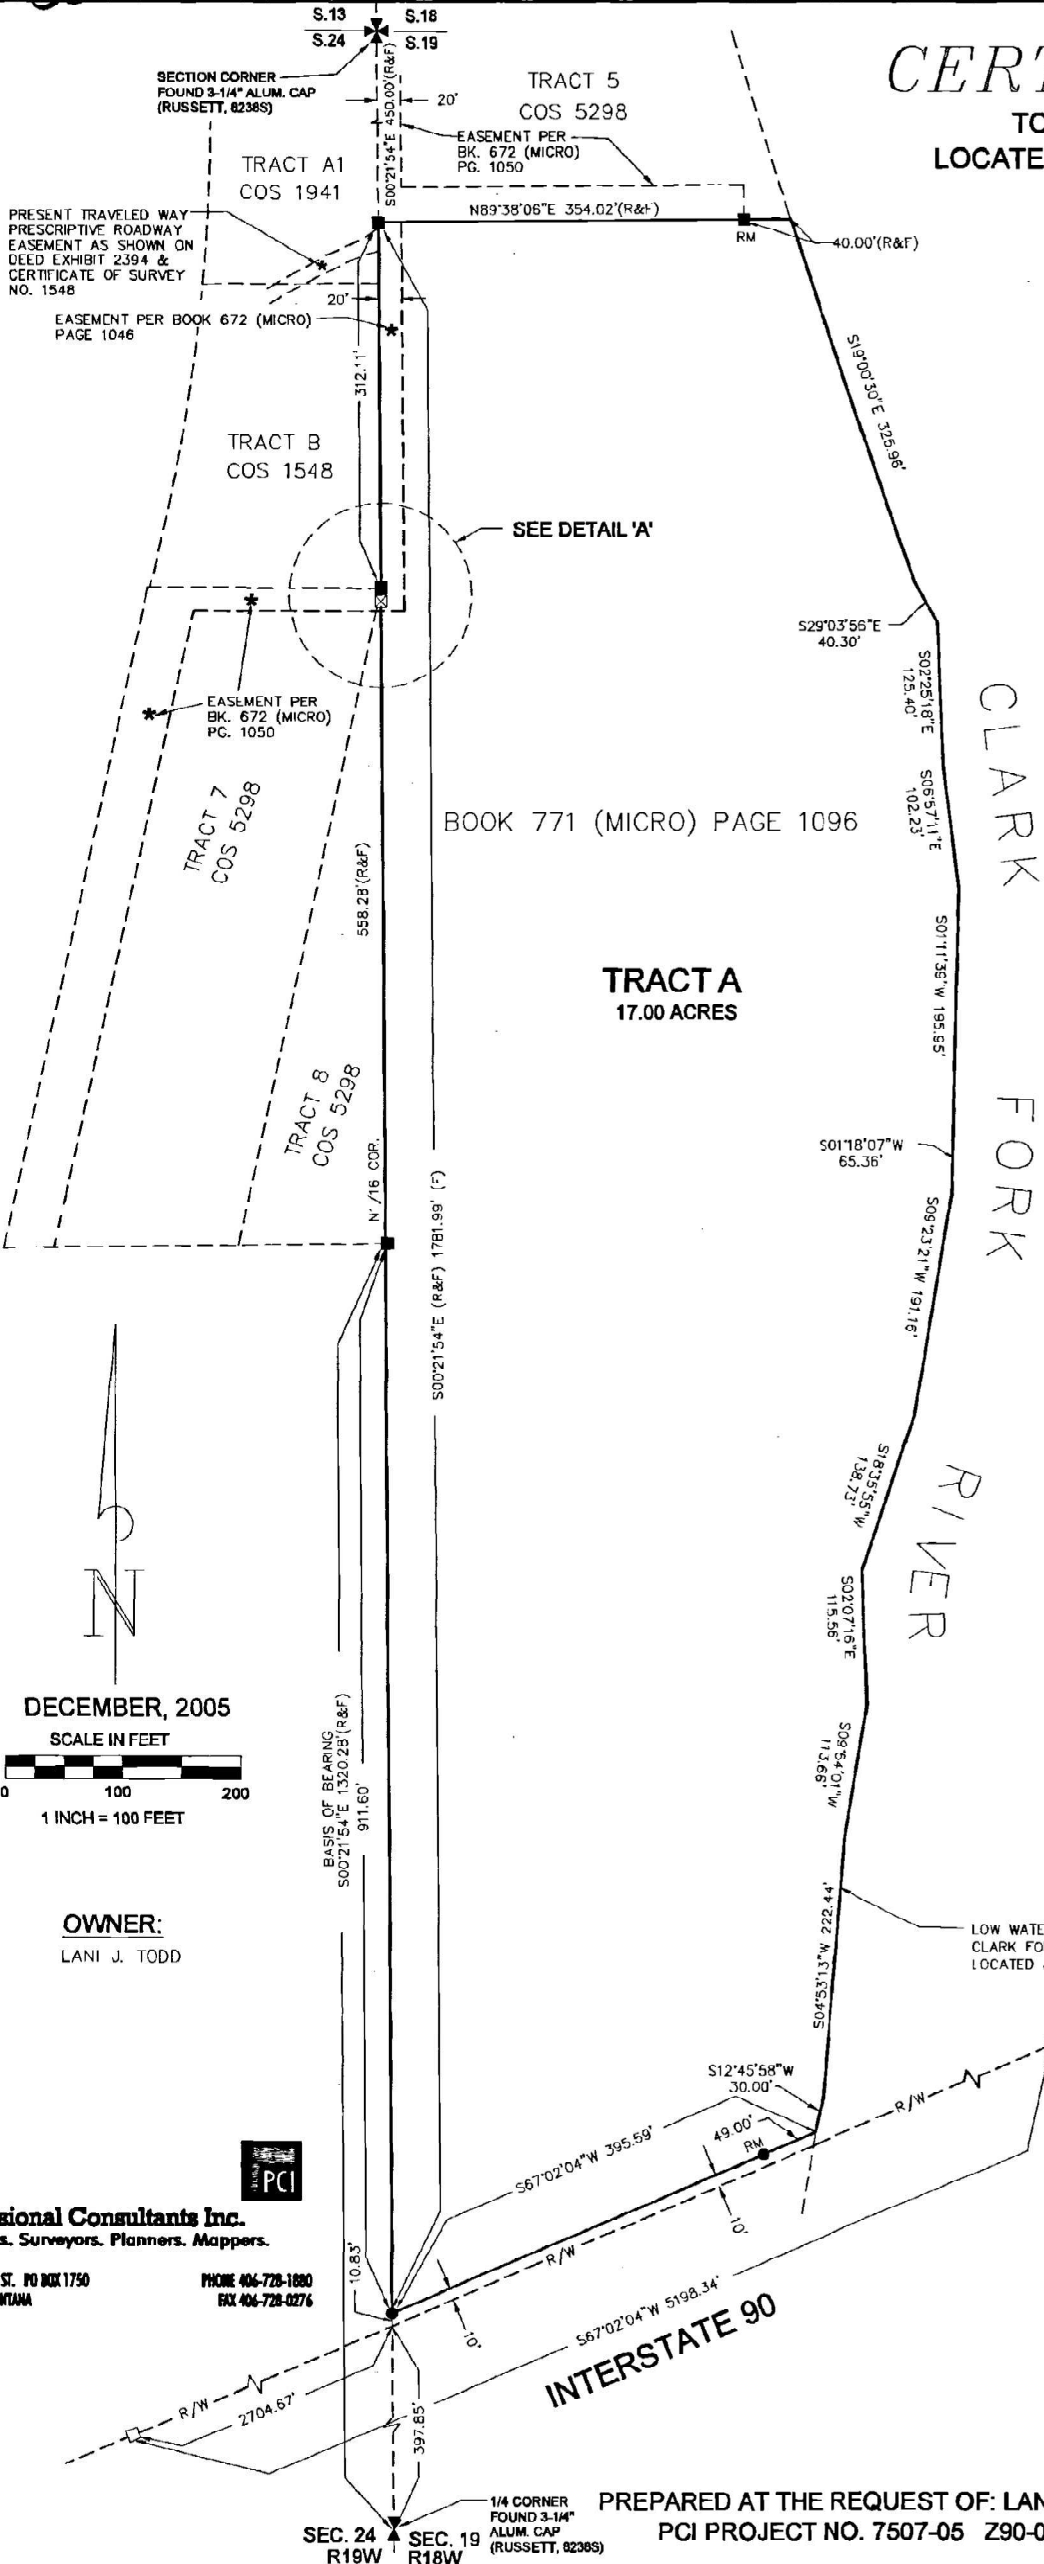 S.13 S.18
S.24 S.19
SECTION CORNER
FOUND 3-1/4" ALUM. CAP
(RUSSETT, 8238S)
S00°21'54"E 450.00'(R&F)
20'
TRACT 5
COS 5298
EASEMENT PER
BK. 672 (MICRO)
PG. 1050
TRACT A1
COS 1941
PRESENT TRAVELED WAY
PRESCRIPTIVE ROADWAY
EASEMENT AS SHOWN ON
DEED EXHIBIT 2394 &
CERTIFICATE OF SURVEY
NO. 1548
N89°38'06"E 354.02'(R&F)
RM
40.00'(R&F)
20'
EASEMENT PER BOOK 672 (MICRO)
PAGE 1046
312.11'
S19°00'30"E 325.96'
TRACT B
COS 1548
SEE DETAIL 'A'
S29°03'56"E
40.30'
S02°25'18"E
125.40'
EASEMENT PER
BK. 672 (MICRO)
PG. 1050
CLARK
S06°57'11"E
102.23'
TRACT 7
COS 5298
BOOK 771 (MICRO) PAGE 1096
558.28'(R&F)
S01°11'39"W 195.95'
TRACT A
17.00 ACRES
TRACT 8
COS 5298
FORK
S01°18'07"W
65.36'
N' /16 COR.
S00°21'54"E (R&F) 1781.99' (F)
S09°23'21"W 191.16'
S18°35'55"W
138.73'
RIVER
N
S02°07'16"E
115.56'
DECEMBER, 2005
SCALE IN FEET
0 100 200
1 INCH = 100 FEET
BASIS OF BEARING
S00°21'54"E 1320.28'(R&F)
911.60'
S09°54'01"W
113.66'
OWNER:
LANI J. TODD
S04°53'13"W 222.44'
LOW WATE
CLARK FO
LOCATED
S12°45'58"W
30.00'
R/W
49.00'
RM
S67°02'04"W 395.59'
10'
PCI
sional Consultants Inc.
s. Surveyors. Planners. Mappers.
ST. PO BOX 1750 PHONE 406-728-1880
NTANA FAX 406-728-0276
10.83'
R/W
10'
S67°02'04"W 5198.34'
INTERSTATE 90
R/W
2704.67'
397.85'
1/4 CORNER
FOUND 3-1/4"
ALUM. CAP
(RUSSETT, 8238S)
SEC. 24 SEC. 19
R19W R18W
CERT
TO
LOCATE
PREPARED AT THE REQUEST OF: LAN
PCI PROJECT NO. 7507-05 Z90-0